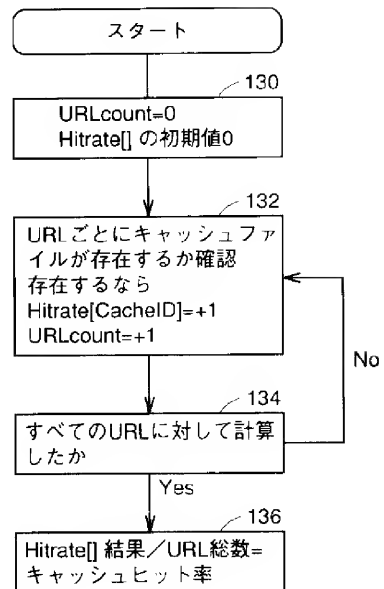 スタート
130
URLcount=0
Hitrate[] の初期値0
132
URLごとにキャッシュファ
イルが存在するか確認
存在するなら
Hitrate[CacheID]=+1
URLcount=+1
No
134
すべてのURLに対して計算
したか
Yes
136
Hitrate[] 結果／URL総数=
キャッシュヒット率